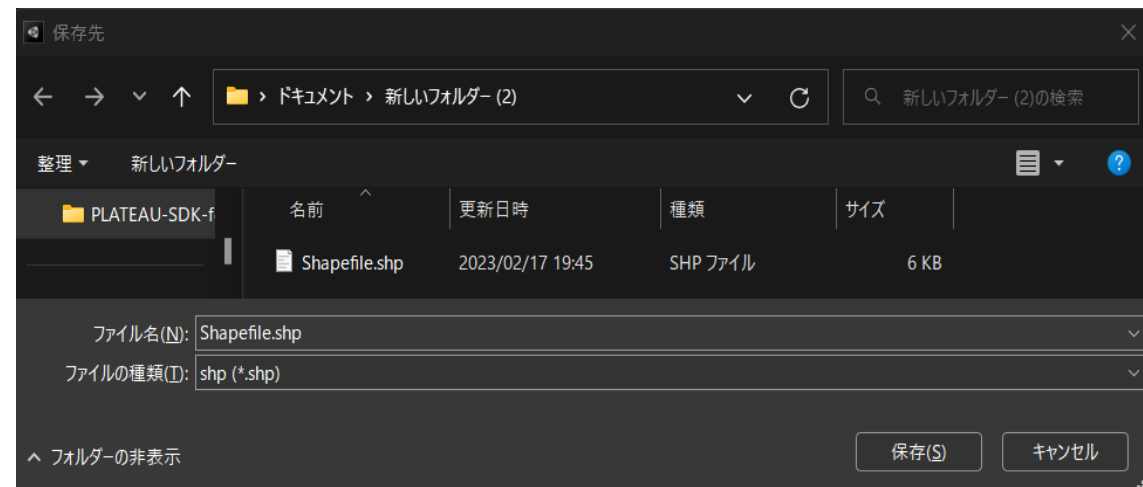 保存先
ドキュメント › 新しいフォルダー (2)
新しいフォルダー (2)の検索
整理 新しいフォルダー
PLATEAU-SDK-f
名前 更新日時 種類 サイズ
Shapefile.shp 2023/02/17 19:45 SHP ファイル 6 KB
ファイル名(N): Shapefile.shp
ファイルの種類(T): shp (*.shp)
フォルダーの非表示 保存(S) キャンセル